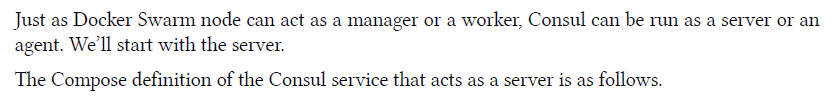 Just as Docker Swarm node can act as a manager or a worker, Consul can be run as a server or an
agent. We’ll start with the server.
The Compose definition of the Consul service that acts as a server is as follows.